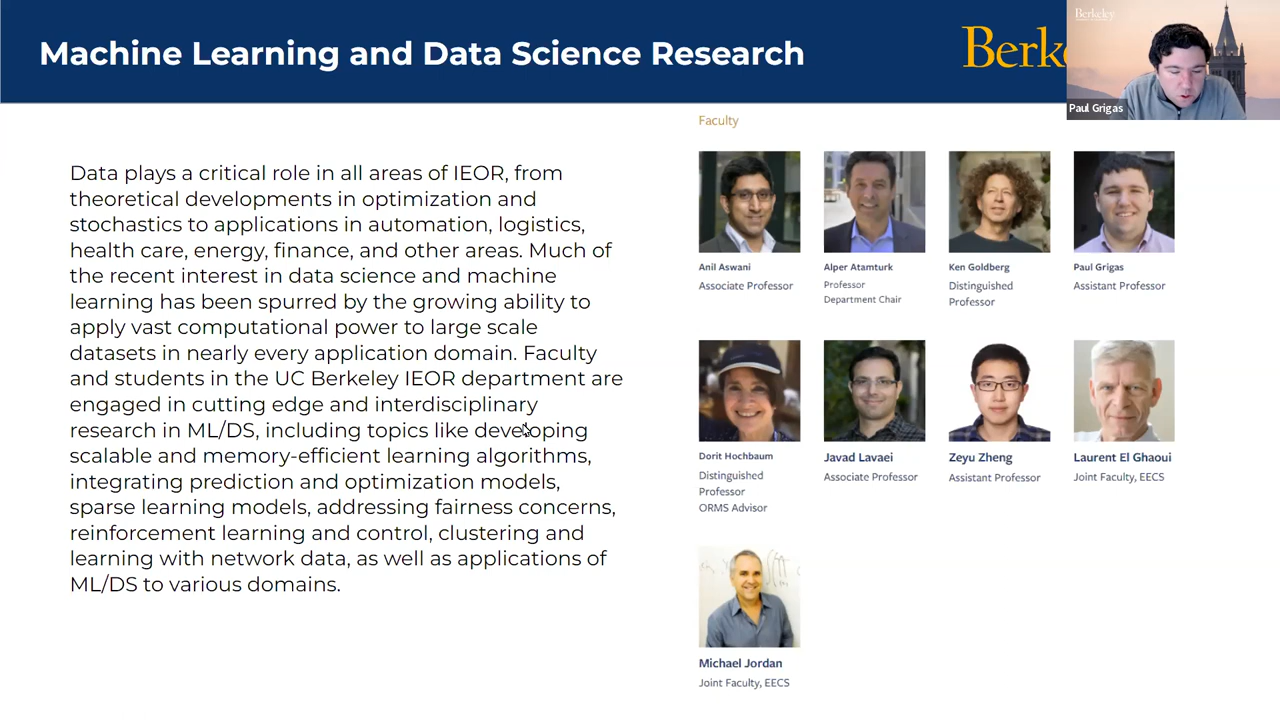 Machine Learning and Data Science Research
Berke
Berkeley
Paul Grigas
Data plays a critical role in all areas of IEOR, from
theoretical developments in optimization and
stochastics to applications in automation, logistics,
health care, energy, finance, and other areas. Much of
the recent interest in data science and machine
learning has been spurred by the growing ability to
apply vast computational power to large scale
datasets in nearly every application domain. Faculty
and students in the UC Berkeley IEOR department are
engaged in cutting edge and interdisciplinary
research in ML/DS, including topics like developing
scalable and memory-efficient learning algorithms,
integrating prediction and optimization models,
sparse learning models, addressing fairness concerns,
reinforcement learning and control, clustering and
learning with network data, as well as applications of
ML/DS to various domains.
Faculty
Anil Aswani
Associate Professor
Alper Atamturk
Professor
Department Chair
Ken Goldberg
Distinguished
Professor
Paul Grigas
Assistant Professor
Dorit Hochbaum
Distinguished
Professor
ORMS Advisor
Javad Lavaei
Associate Professor
Zeyu Zheng
Assistant Professor
Laurent El Ghaoui
Joint Faculty, EECS
Michael Jordan
Joint Faculty, EECS